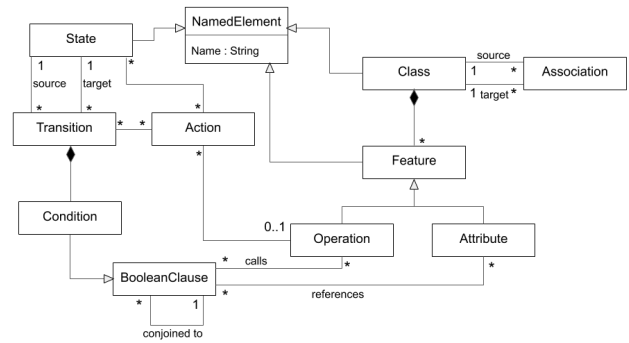 NamedElement
Name : String
State
source
Class
Association
1
1
*
1
*
source
target
1 target *
*
*
*
*
Transition
*
*
Action
*
Feature
*
Condition
0..1
Operation
Attribute
*
calls
*
*
BooleanClause
*
references
*
1
conjoined to